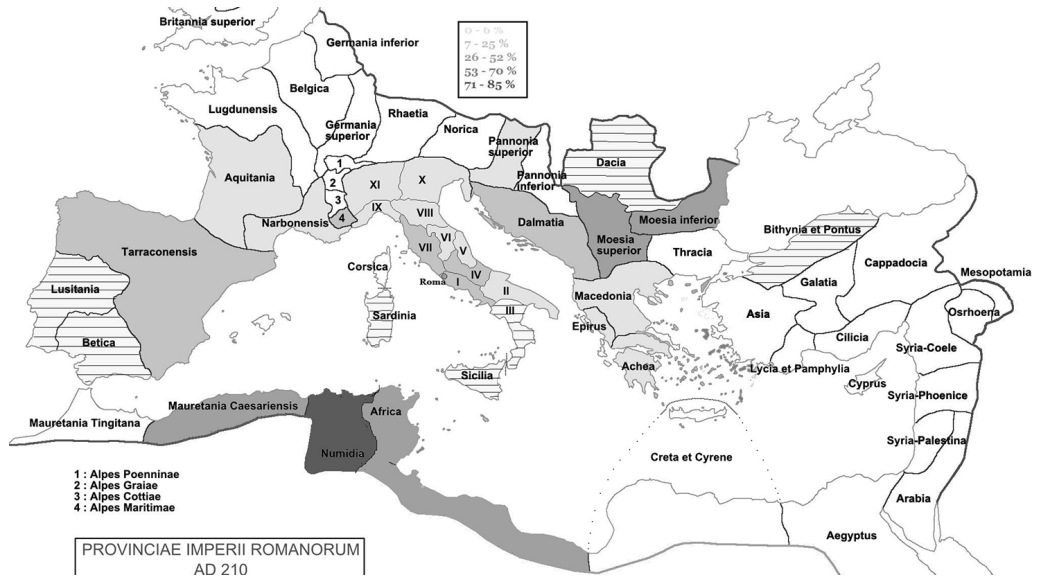 Britannia superior
0 - 6 %
7 - 25 %
26 - 52 %
53 - 70 %
71 - 85 %
Germania inferior
Belgica
Lugdunensis
Rhaetia
Germania
superior
Norica
Pannonia
superior
Pannonia
inferior
Dacia
Aquitania
1
2
3
4
XI
X
IX
VIII
Narbonensis
Dalmatia
Moesia inferior
Moesia
superior
Bithynia et Pontus
VII
VI
V
IV
I
II
III
Roma
Tarraconensis
Corsica
Thracia
Cappadocia
Galatia
Mesopotamia
Lusitania
Sardinia
Macedonia
Asia
Osrhoena
Betica
Epirus
Cilicia
Syria-Coele
Sicilia
Achea
Lycia et Pamphylia
Cyprus
Syria-Phoenice
Mauretania Tingitana
Mauretania Caesariensis
Africa
Numidia
Syria-Palestina
Creta et Cyrene
Arabia
Aegyptus
1 : Alpes Poenninae
2 : Alpes Graiae
3 : Alpes Cottiae
4 : Alpes Maritimae
PROVINCIAE IMPERII ROMANORUM
AD 210